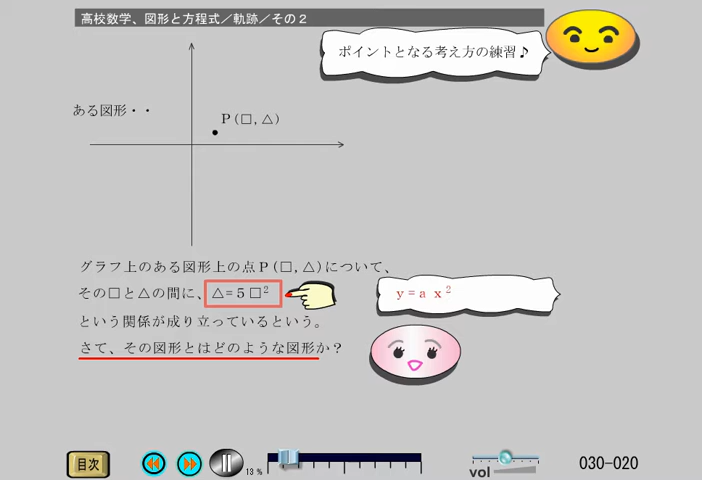 高校数学、図形と方程式／軌跡／その２
ポイントとなる考え方の練習♪
ある図形・・
Ｐ(□,△)
グラフ上のある図形上の点Ｐ(□,△)について、
その□と△の間に、△=５□²
ｙ=ａｘ²
という関係が成り立っているという。
さて、その図形とはどのような図形か？
目次
13 %
vol
030-020